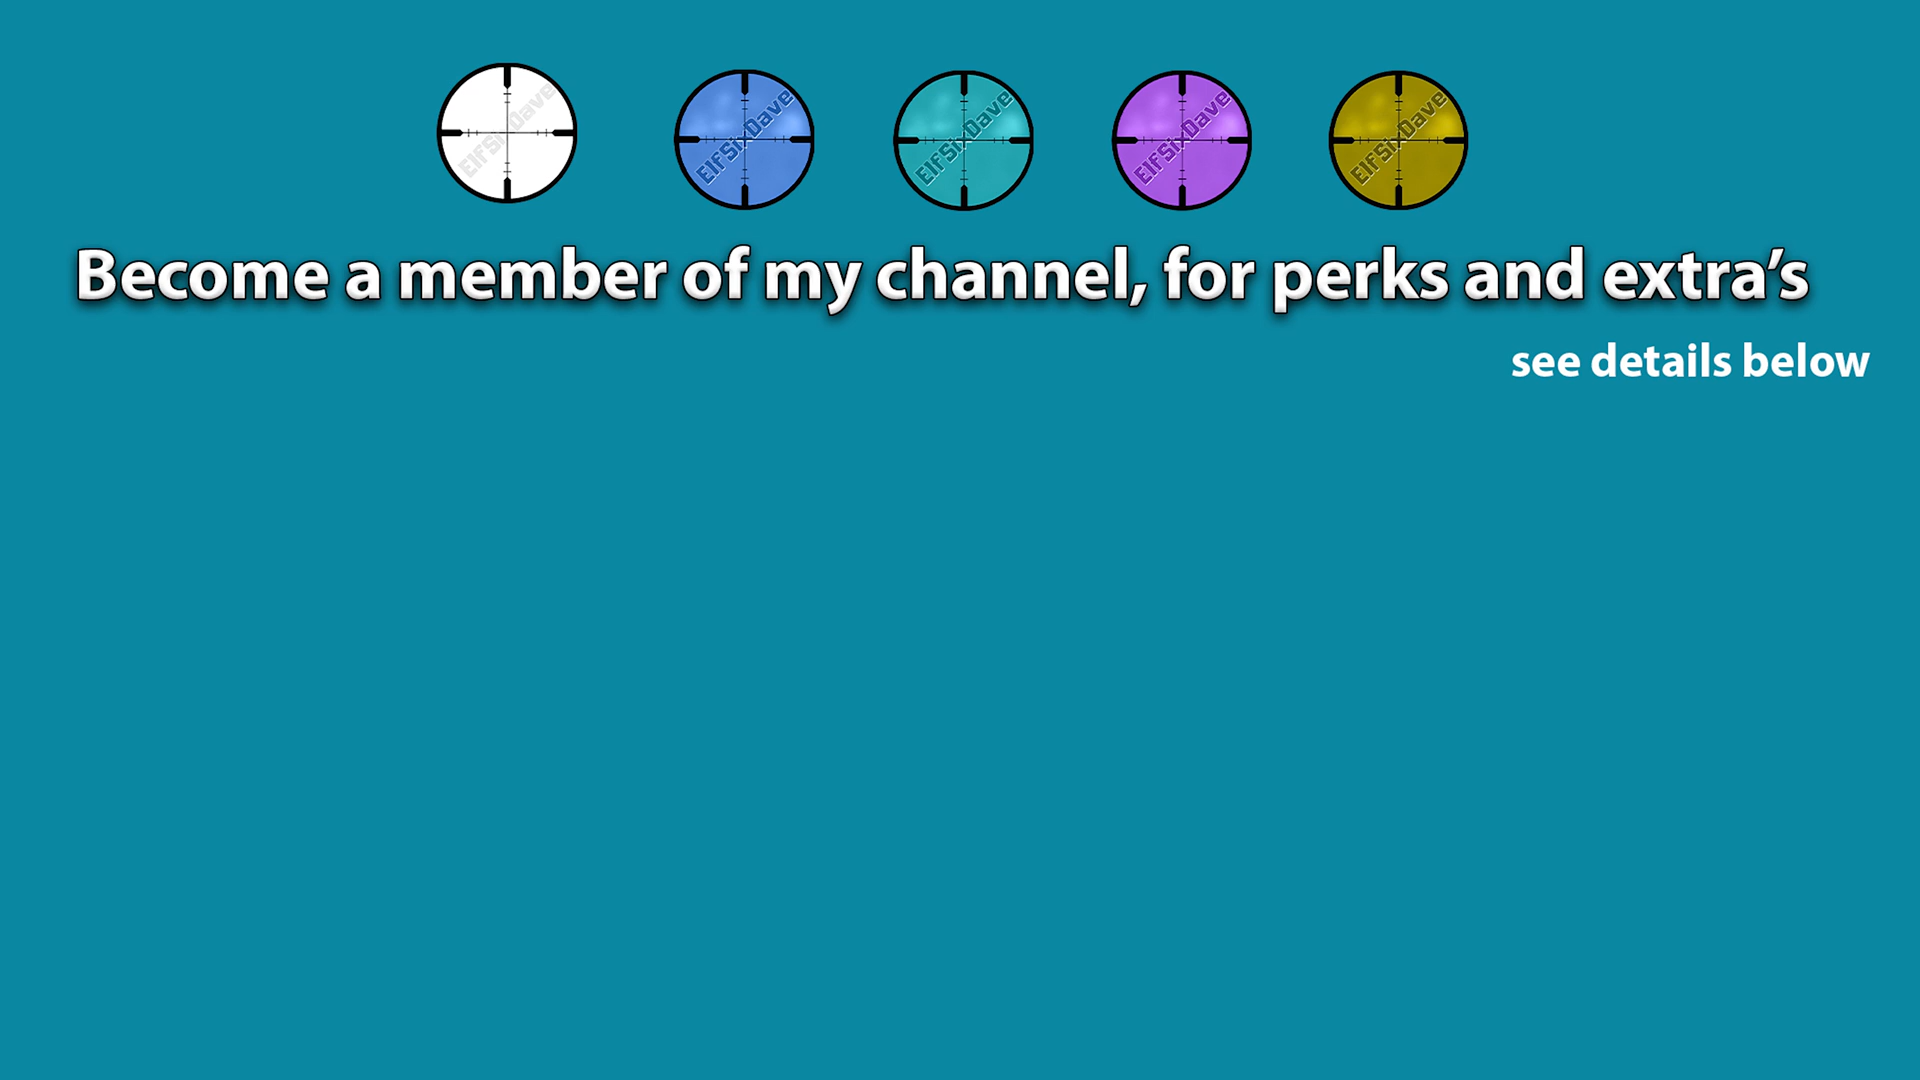 ElfSixDave ElfSixDave ElfSixDave ElfSixDave ElfSixDave
Become a member of my channel, for perks and extra’s
see details below